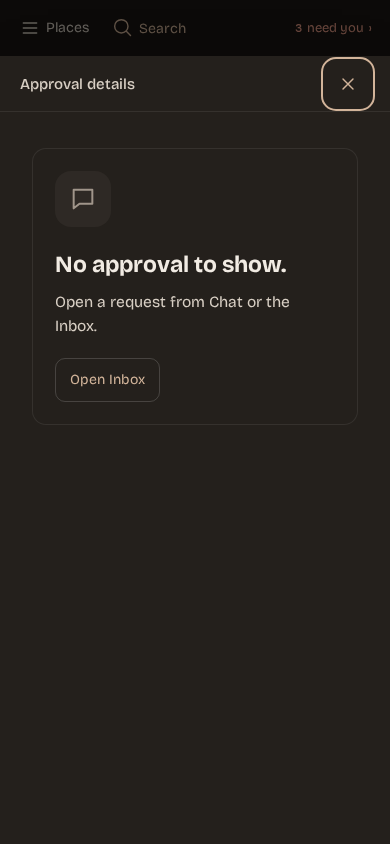 Places
Search
3 need you ›
Approval details
No approval to show.
Open a request from Chat or the
Inbox.
Open Inbox